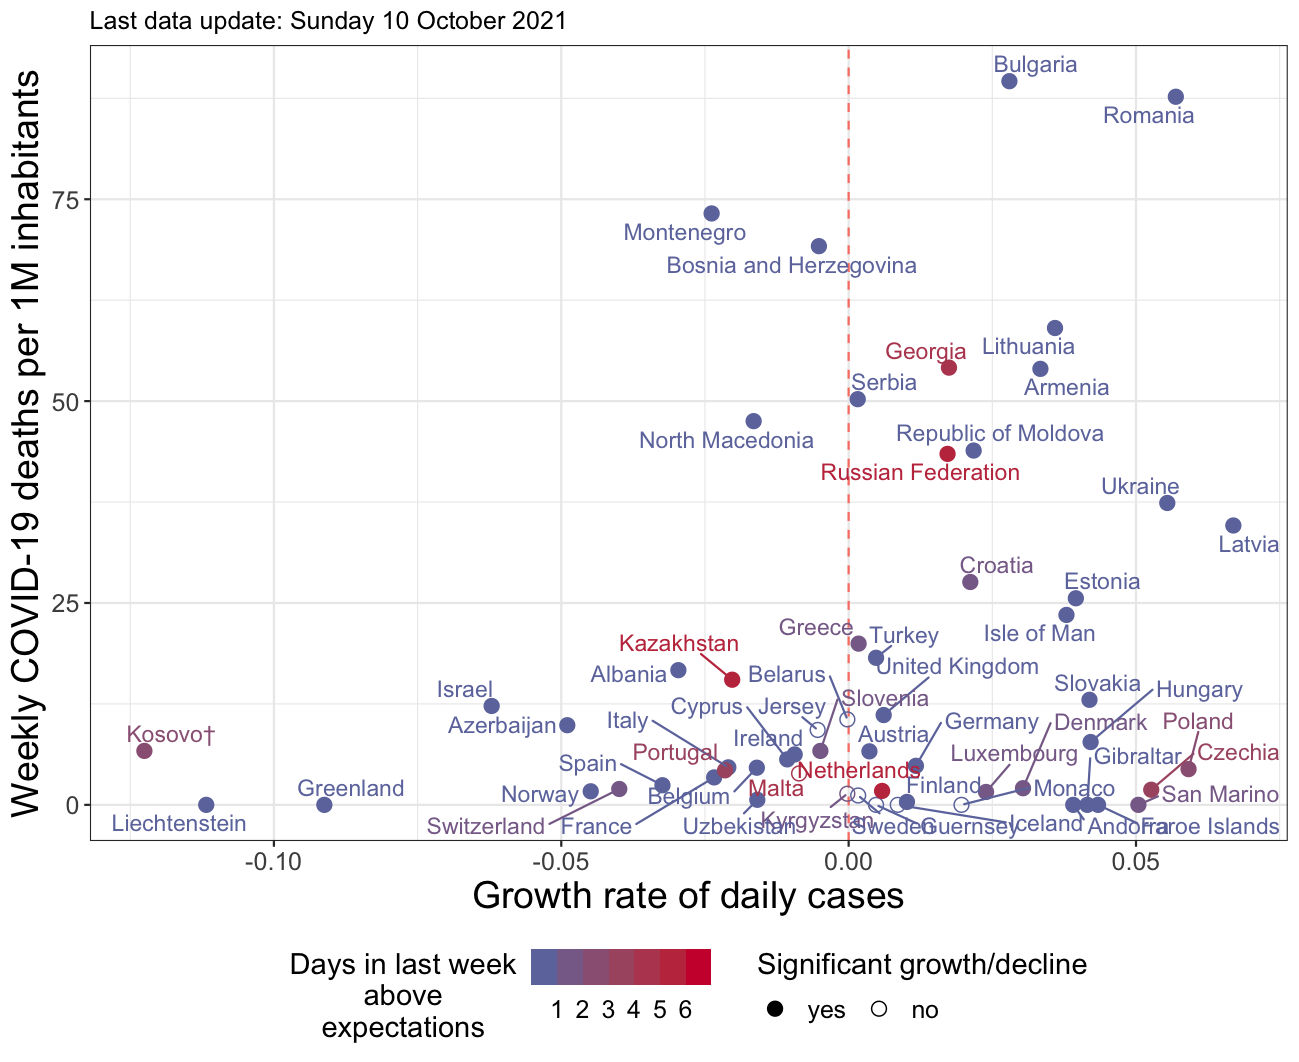 Last data update: Sunday 10 October 2021
Weekly COVID-19 deaths per 1M inhabitants
75
50
25
0
Bulgaria
Romania
Montenegro
Bosnia and Herzegovina
Lithuania
Georgia
Armenia
Serbia
North Macedonia
Republic of Moldova
Russian Federation
Ukraine
Latvia
Croatia
Estonia
Isle of Man
Greece
Turkey
Kazakhstan
Albania
Belarus
United Kingdom
Israel
Slovenia
Slovakia
Hungary
Azerbaijan
Italy
Cyprus
Jersey
Germany
Denmark
Poland
Kosovo†
Portugal
Ireland
Austria
Luxembourg
Gibraltar
Czechia
Spain
Netherlands
Greenland
Norway
Belgium
Malta
Finland
Monaco
San Marino
Liechtenstein
Switzerland
France
Uzbekistan
Kyrgyzstan
Sweden
Guernsey
Iceland
Andorra
Faroe Islands
-0.10
-0.05
0.00
0.05
Growth rate of daily cases
Days in last week
above
expectations
1 2 3 4 5 6
Significant growth/decline
yes
no